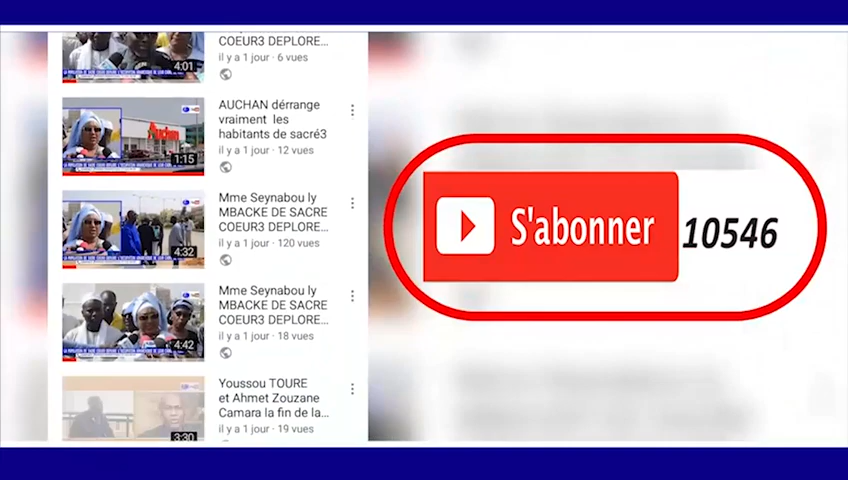 COEUR3 DEPLORE...
il y a 1 jour · 6 vues
4:01
AUCHAN dérrange
vraiment les
habitants de sacré3
il y a 1 jour · 12 vues
Auchan
1:15
Mme Seynabou ly
MBACKE DE SACRE
COEUR3 DEPLORE...
il y a 1 jour · 120 vues
4:32
Mme Seynabou ly
MBACKE DE SACRE
COEUR3 DEPLORE...
il y a 1 jour · 18 vues
4:42
Youssou TOURE
et Ahmet Zouzane
Camara la fin de la...
il y a 1 jour · 19 vues
3:30
S'abonner
10546